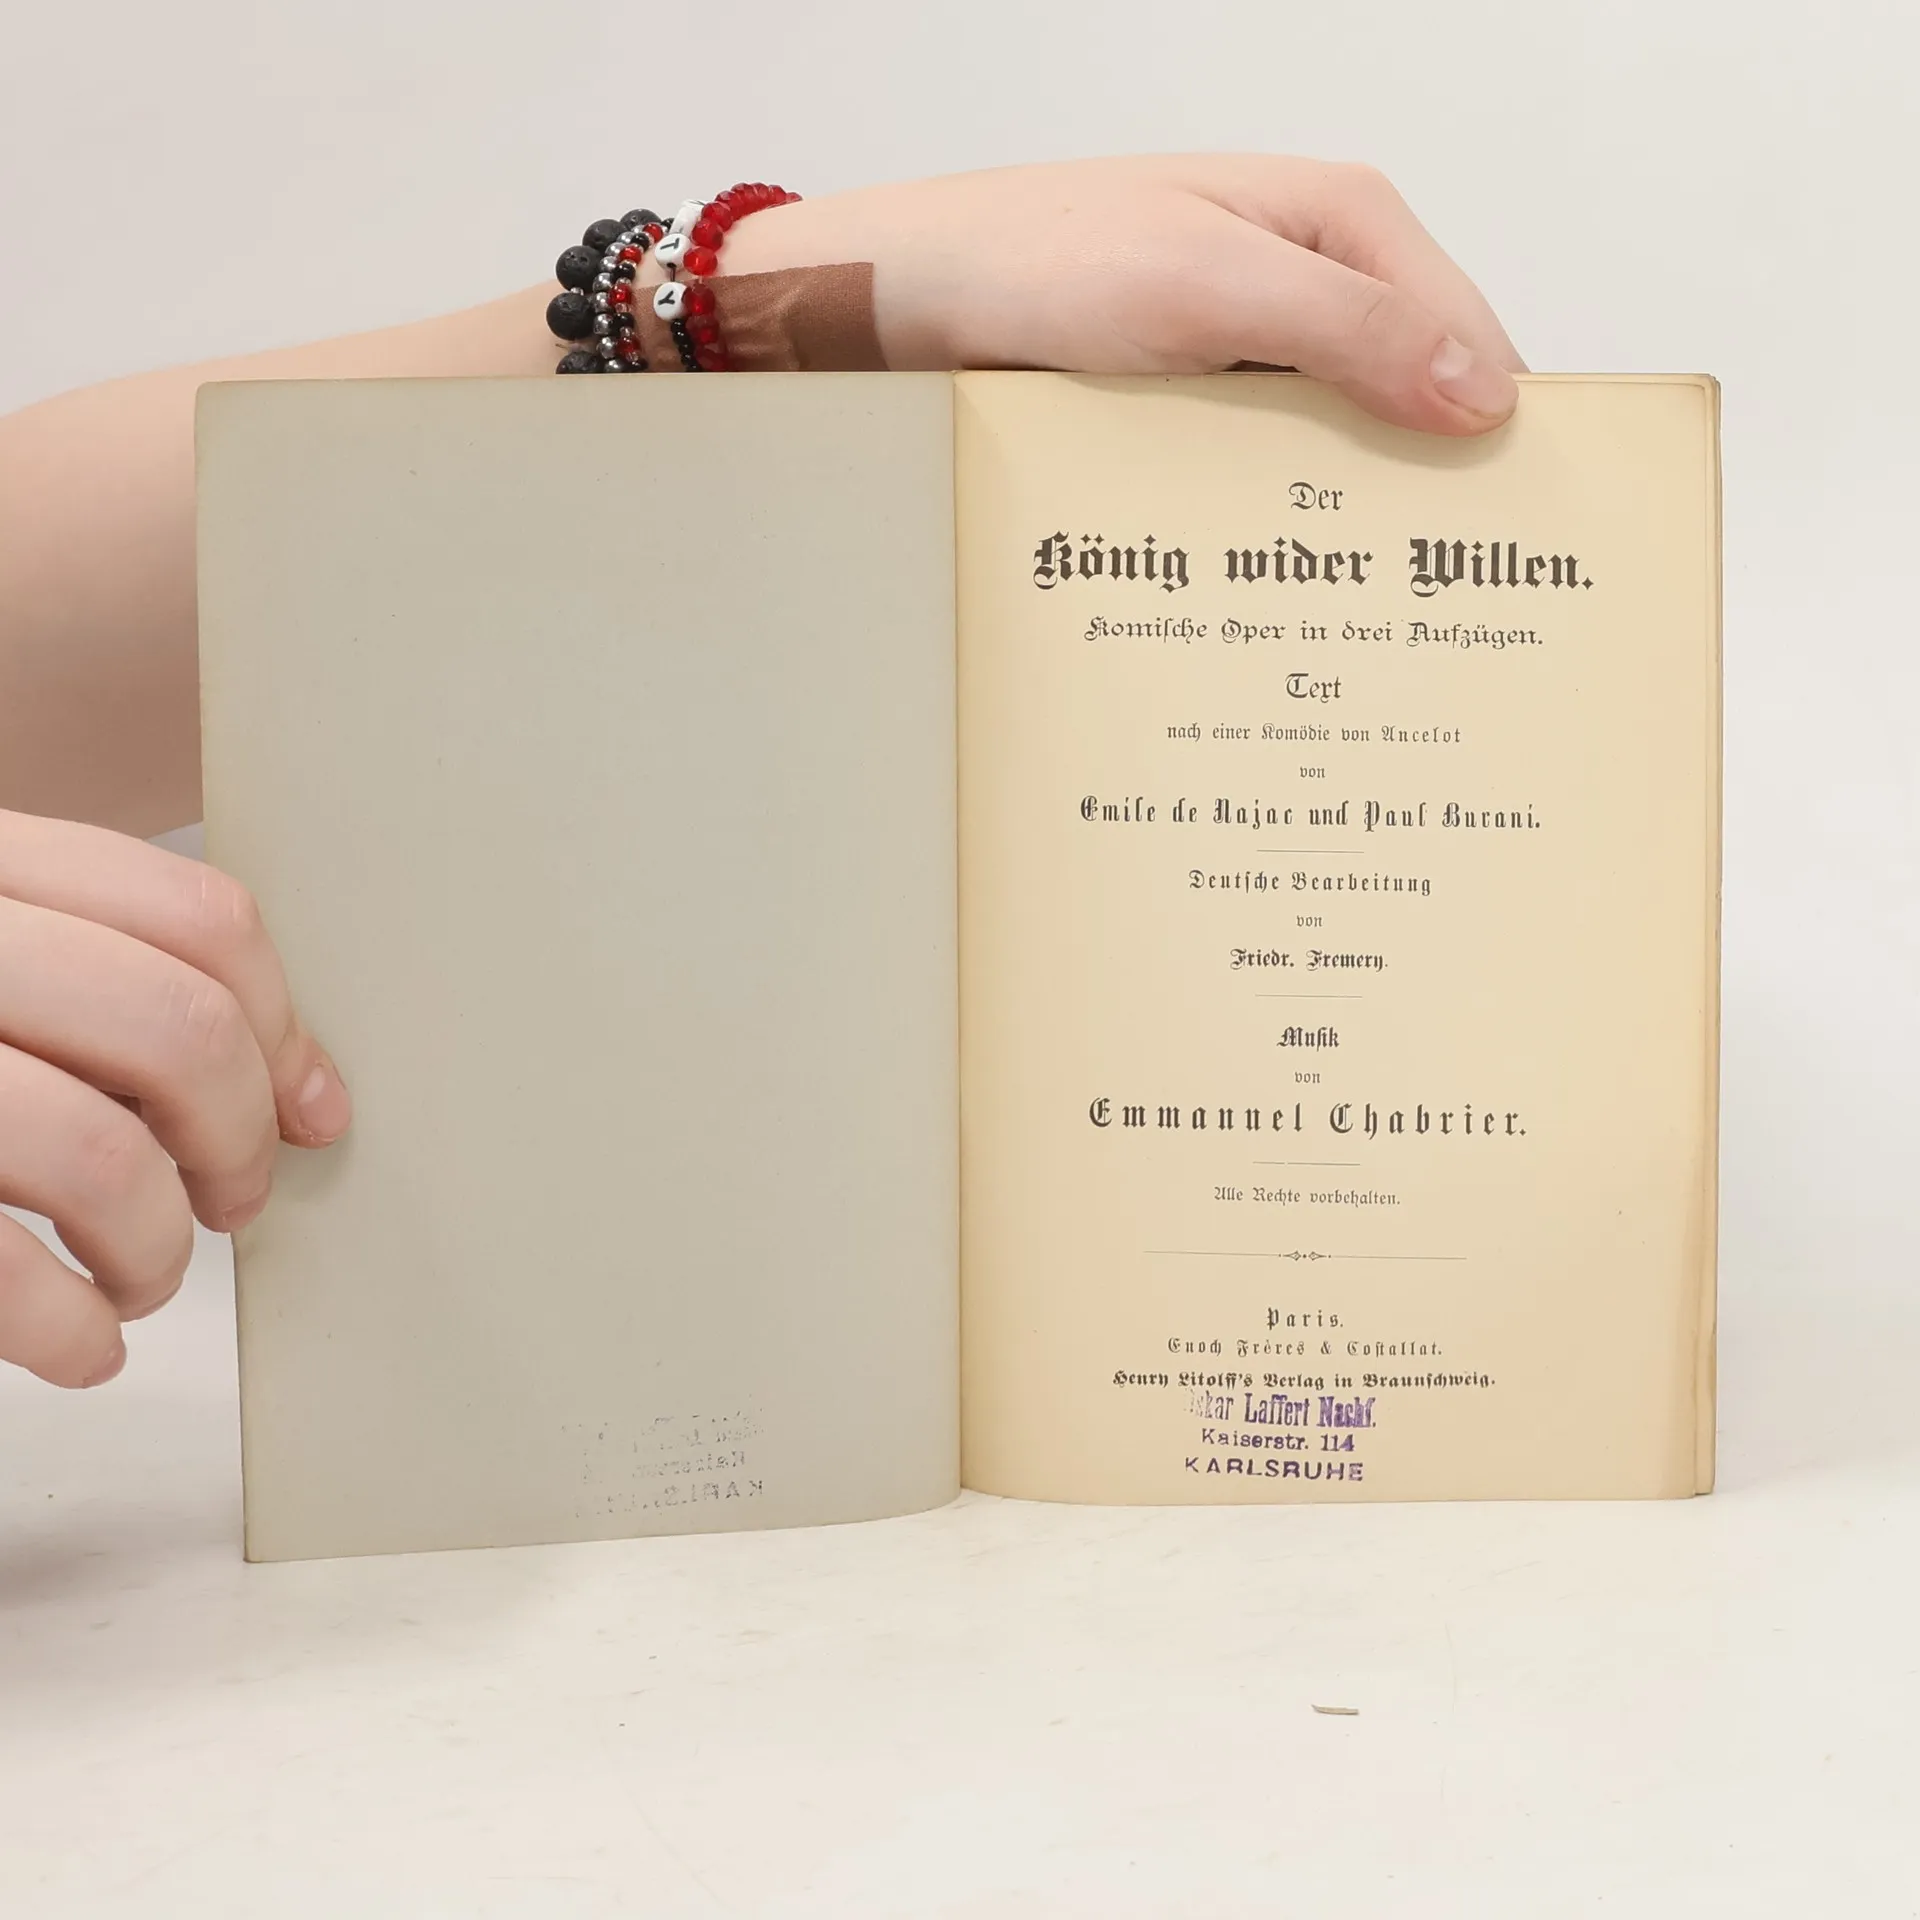 T
Y
Der
König wider Willen.
Komische Oper in drei Aufzügen.
Text
nach einer Komödie von Ancelot
von
Emile de Najac und Paul Burani.
Deutsche Bearbeitung
von
Friedr. Fremery.
Musik
von
Emmanuel Chabrier.
Alle Rechte vorbehalten.
Paris.
Enoch Frères & Costallat.
Henry Litolff's Verlag in Braunschweig.
Oskar Laffert Nachf.
Kaiserstr. 114
KARLSRUHE